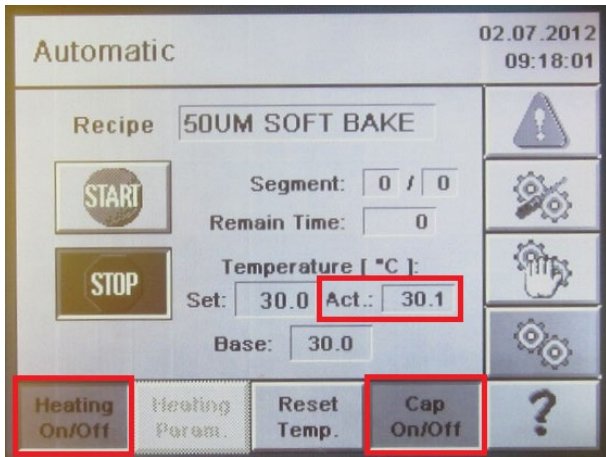 Automatic
02.07.2012
09:18:01
Recipe 50UM SOFT BAKE
START
Segment: 0 / 0
Remain Time: 0
STOP
Temperature [ °C ]:
Set: 30.0 Act.: 30.1
Base: 30.0
Heating On/Off
Heating Param.
Reset Temp.
Cap On/Off
?